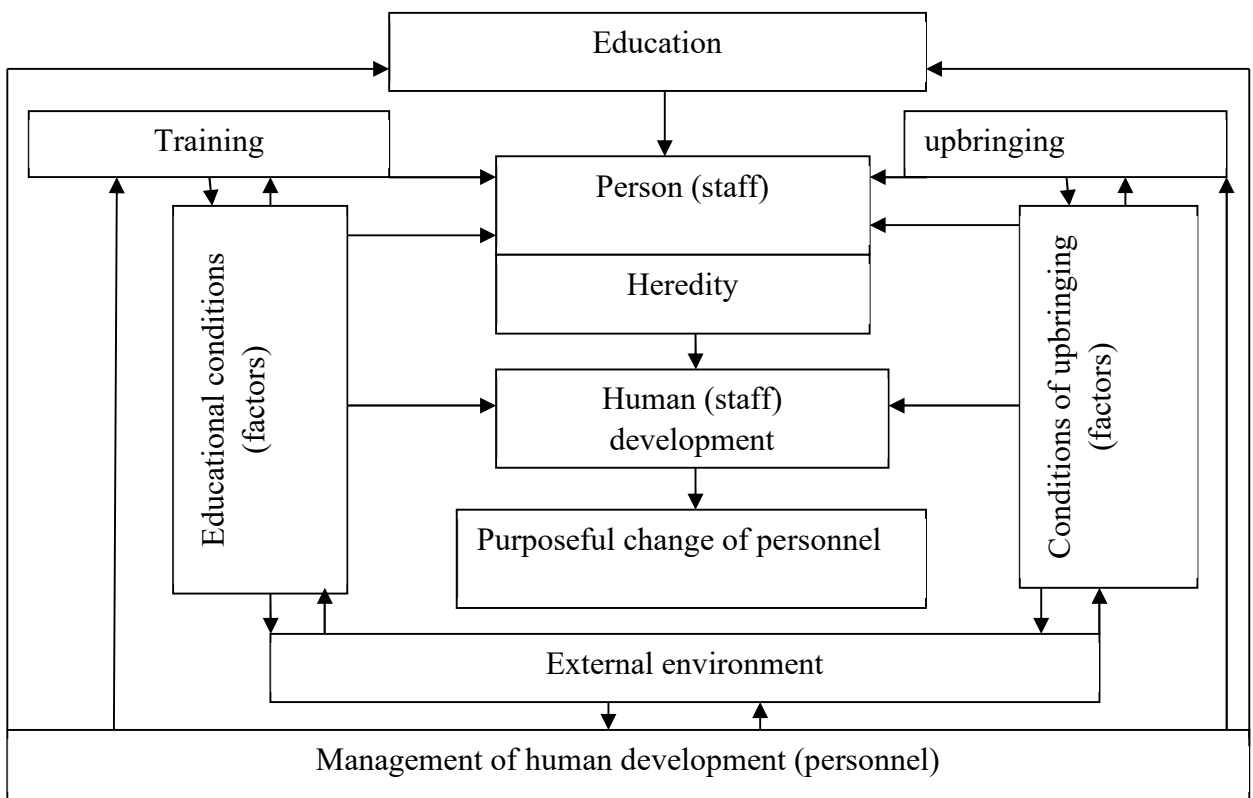 Education
Training
upbringing
Person (staff)
Heredity
Educational conditions
(factors)
Conditions of upbringing
(factors)
Human (staff)
development
Purposeful change of personnel
External environment
Management of human development (personnel)